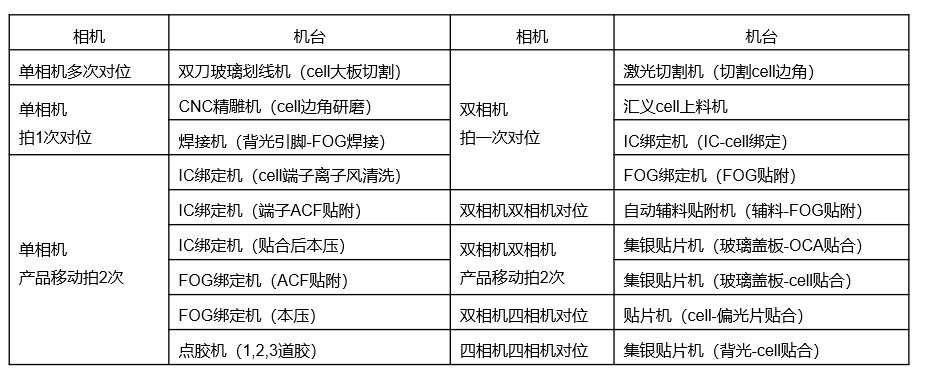 相机 机台 相机 机台
单相机多次对位 双刀玻璃划线机（cell大板切割） 双相机 激光切割机（切割cell边角）
单相机 CNC精雕机（cell边角研磨） 拍一次对位 汇义cell上料机
拍1次对位 焊接机（背光引脚-FOG焊接） IC绑定机（IC-cell绑定）
单相机 IC绑定机（cell端子离子风清洗） FOG绑定机（FOG贴附）
产品移动拍2次 IC绑定机（端子ACF贴附） 双相机双相机对位 自动辅料贴附机（辅料-FOG贴附）
IC绑定机（贴合后本压） 双相机双相机 集银贴片机（玻璃盖板-OCA贴合）
FOG绑定机（ACF贴附） 产品移动拍2次 集银贴片机（玻璃盖板-cell贴合）
FOG绑定机（本压） 双相机四相机对位 贴片机（cell-偏光片贴合）
点胶机（1,2,3道胶） 四相机四相机对位 集银贴片机（背光-cell贴合）